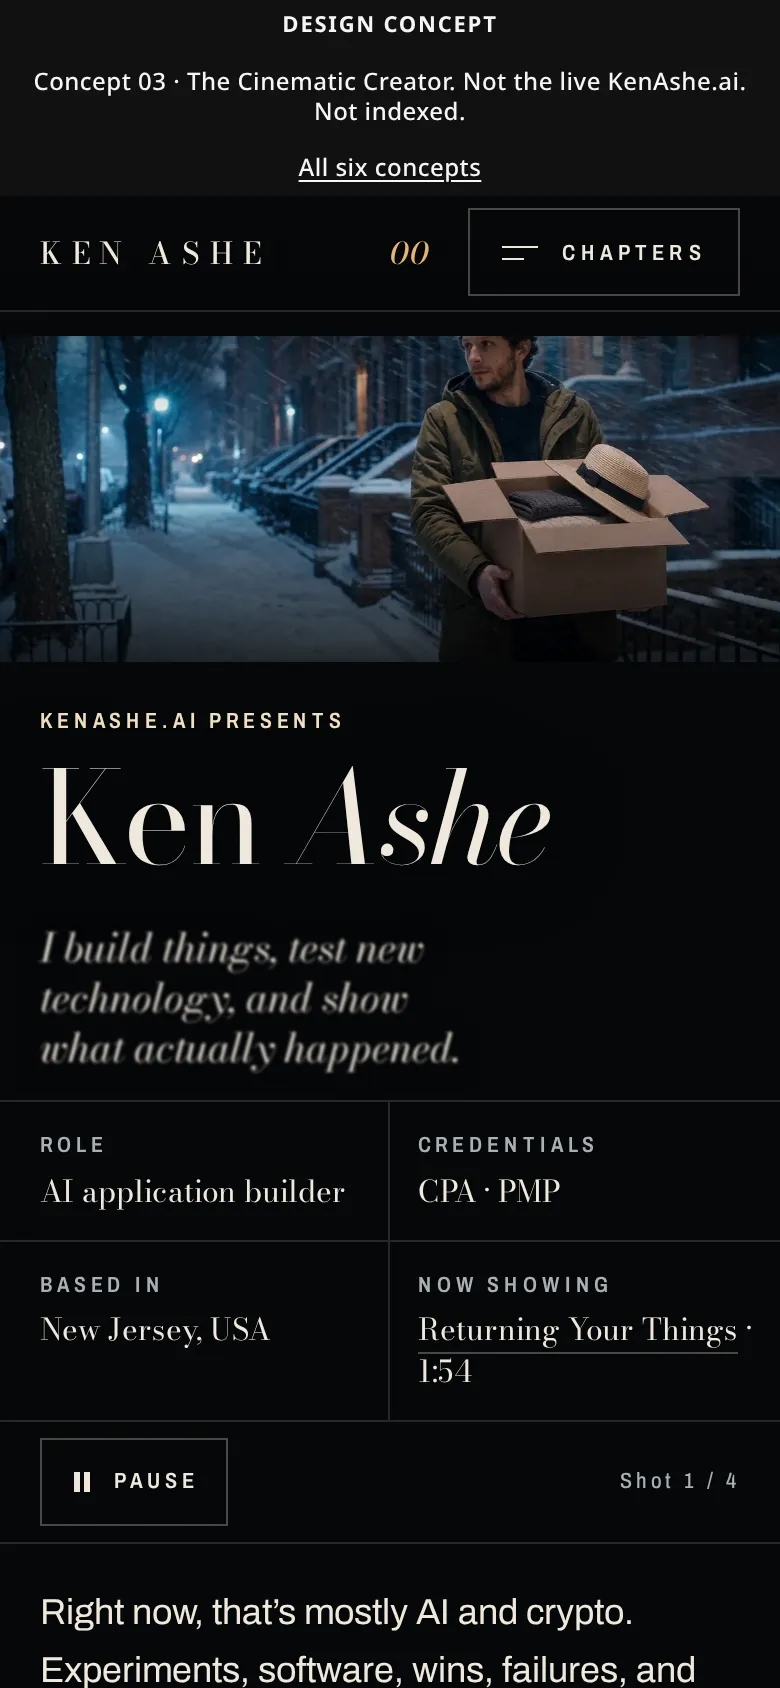 DESIGN CONCEPT
Concept 03 · The Cinematic Creator. Not the live KenAshe.ai.
Not indexed.
All six concepts
KEN ASHE
00
CHAPTERS
KENASHE.AI PRESENTS
Ken Ashe
I build things, test new
technology, and show
what actually happened.
ROLE
AI application builder
CREDENTIALS
CPA · PMP
BASED IN
New Jersey, USA
NOW SHOWING
Returning Your Things ·
1:54
PAUSE
Shot 1 / 4
Right now, that’s mostly AI and crypto.
Experiments, software, wins, failures, and